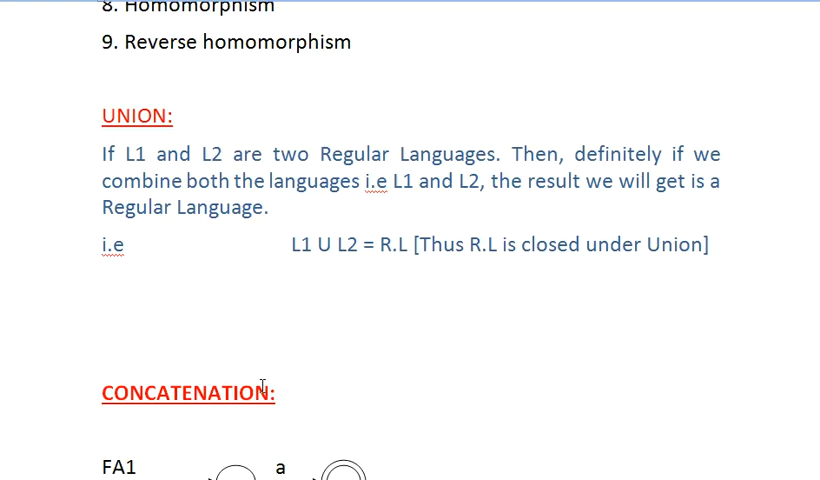 8. Homomorphism
9. Reverse homomorphism
UNION:
If L1 and L2 are two Regular Languages. Then, definitely if we
combine both the languages i.e L1 and L2, the result we will get is a
Regular Language.
i.e L1 U L2 = R.L [Thus R.L is closed under Union]
CONCATENATION:
FA1 a